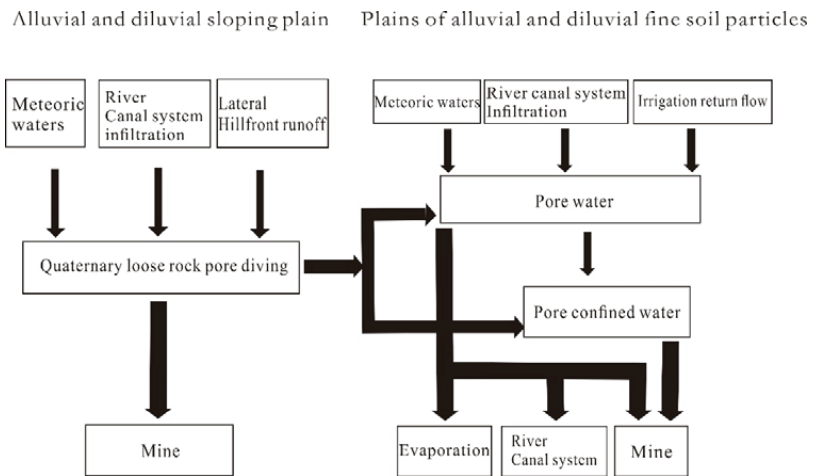 Alluvial and diluvial sloping plain
Plains of alluvial and diluvial fine soil particles
Meteoric
waters
River
Canal system
infiltration
Lateral
Hillfront runoff
Meteoric waters
River canal system
Infiltration
Irrigation return flow
Pore water
Quaternary loose rock pore diving
Pore confined water
Mine
Evaporation
River
Canal system
Mine